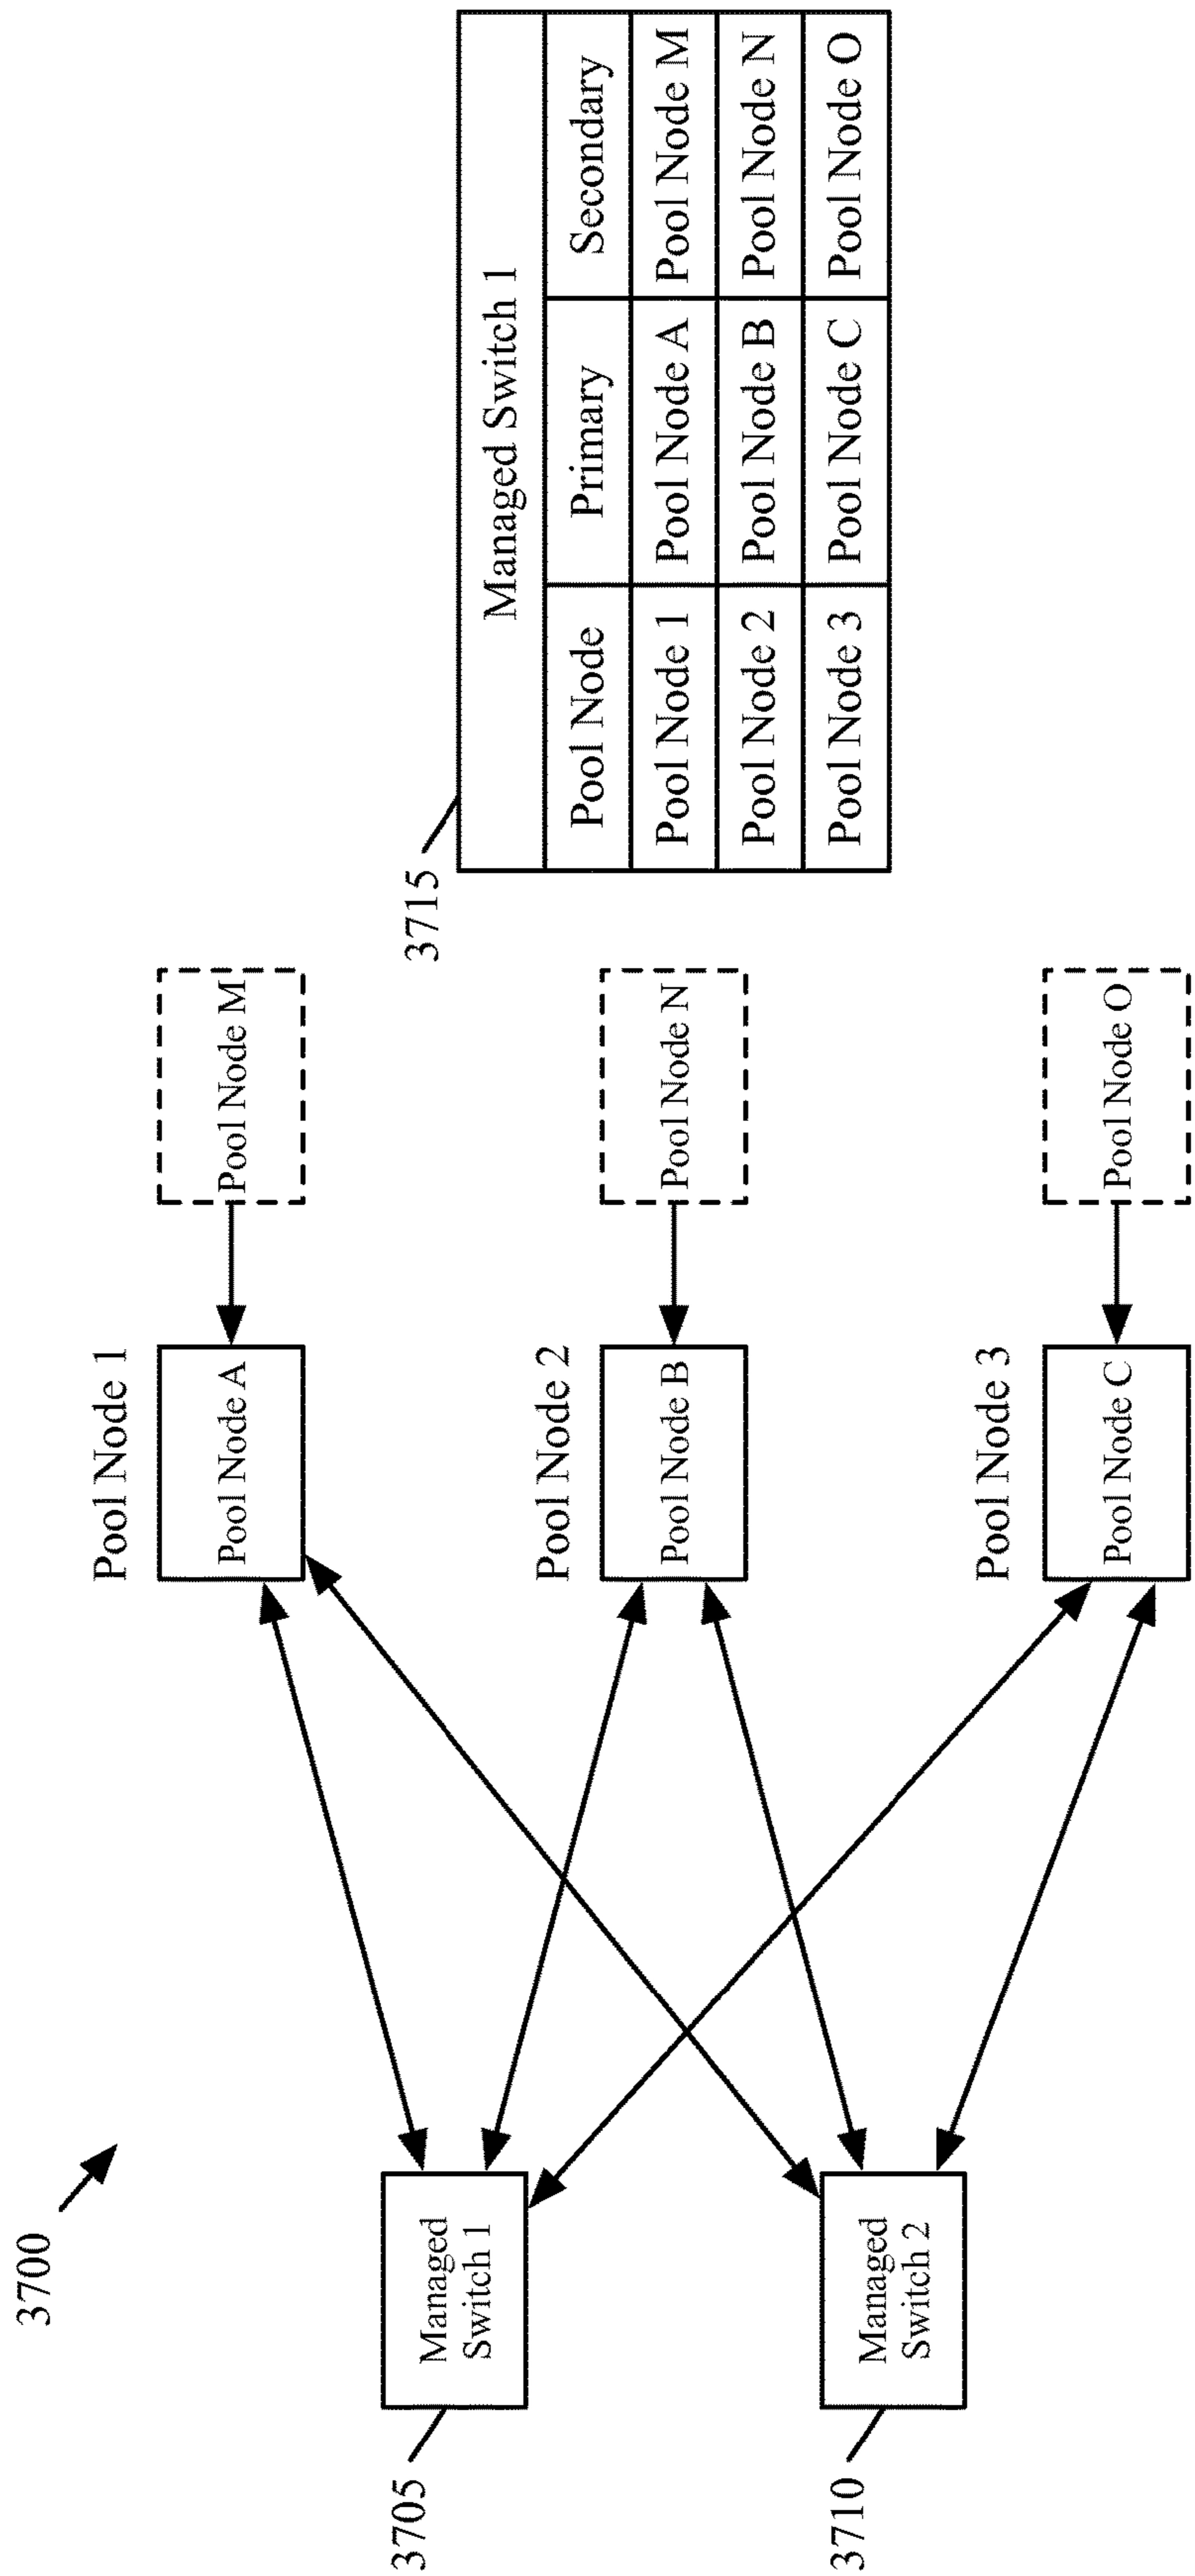 3700
3705
Managed
Switch 1
3710
Managed
Switch 2
Pool Node 1
Pool Node A
Pool Node M
Pool Node 2
Pool Node B
Pool Node N
Pool Node 3
Pool Node C
Pool Node O
3715
Managed Switch 1
Pool Node Primary Secondary
Pool Node 1 Pool Node A Pool Node M
Pool Node 2 Pool Node B Pool Node N
Pool Node 3 Pool Node C Pool Node O